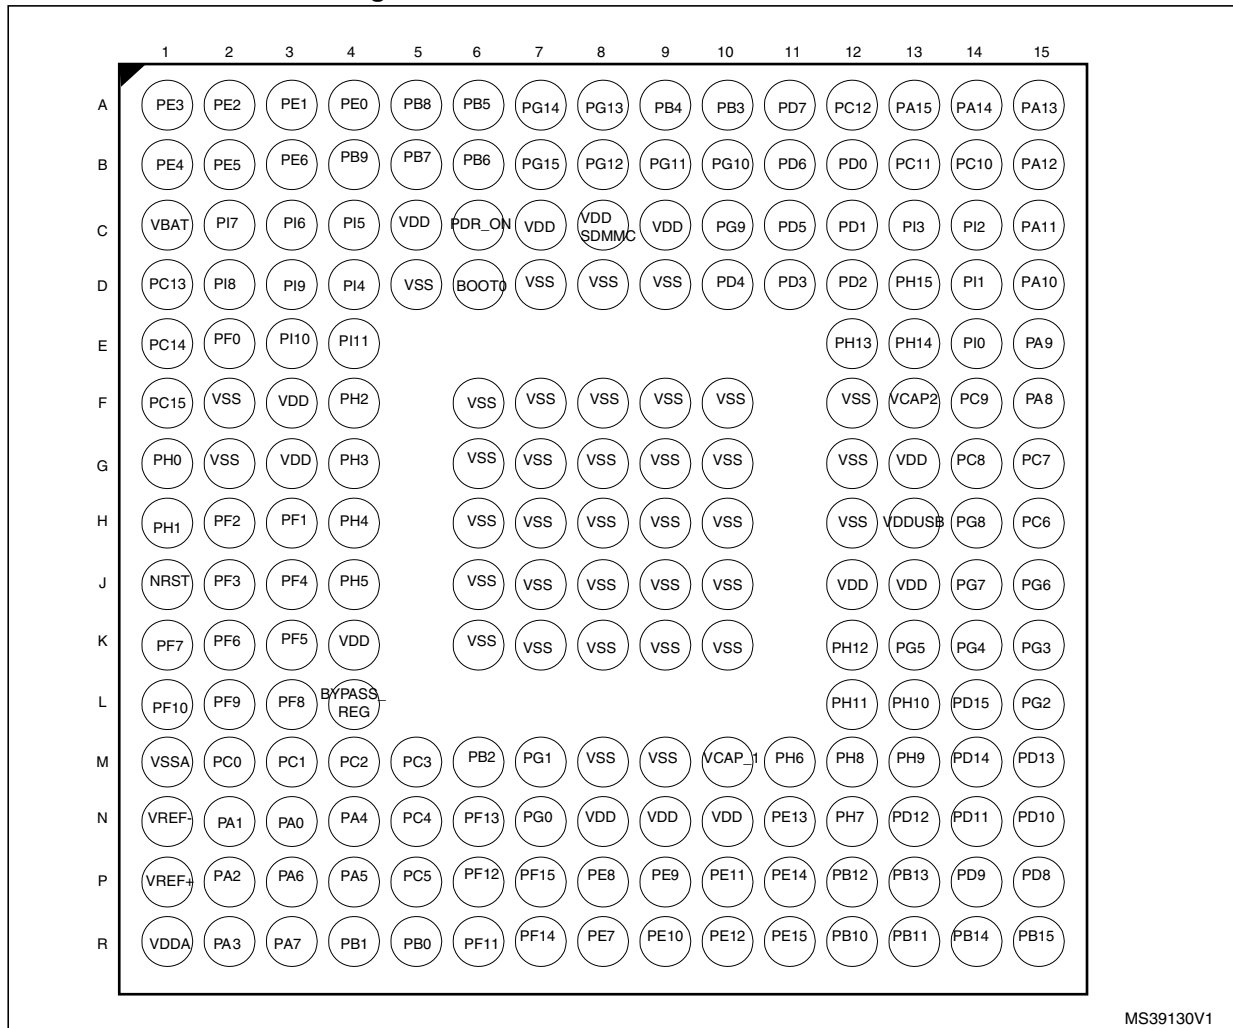 1 2 3 4 5 6 7 8 9 10 11 12 13 14 15
A PE3 PE2 PE1 PE0 PB8 PB5 PG14 PG13 PB4 PB3 PD7 PC12 PA15 PA14 PA13
B PE4 PE5 PE6 PB9 PB7 PB6 PG15 PG12 PG11 PG10 PD6 PD0 PC11 PC10 PA12
C VBAT PI7 PI6 PI5 VDD PDR_ON VDD VDD SDMMC VDD PG9 PD5 PD1 PI3 PI2 PA11
D PC13 PI8 PI9 PI4 VSS BOOT0 VSS VSS VSS PD4 PD3 PD2 PH15 PI1 PA10
E PC14 PF0 PI10 PI11 PH13 PH14 PI0 PA9
F PC15 VSS VDD PH2 VSS VSS VSS VSS VSS VSS VCAP2 PC9 PA8
G PH0 VSS VDD PH3 VSS VSS VSS VSS VSS VSS VDD PC8 PC7
H PH1 PF2 PF1 PH4 VSS VSS VSS VSS VSS VSS VDDUSB PG8 PC6
J NRST PF3 PF4 PH5 VSS VSS VSS VSS VSS VDD VDD PG7 PG6
K PF7 PF6 PF5 VDD VSS VSS VSS VSS VSS PH12 PG5 PG4 PG3
L PF10 PF9 PF8 BYPASS_ REG PH11 PH10 PD15 PG2
M VSSA PC0 PC1 PC2 PC3 PB2 PG1 VSS VSS VCAP_1 PH6 PH8 PH9 PD14 PD13
N VREF- PA1 PA0 PA4 PC4 PF13 PG0 VDD VDD VDD PE13 PH7 PD12 PD11 PD10
P VREF+ PA2 PA6 PA5 PC5 PF12 PF15 PE8 PE9 PE11 PE14 PB12 PB13 PD9 PD8
R VDDA PA3 PA7 PB1 PB0 PF11 PF14 PE7 PE10 PE12 PE15 PB10 PB11 PB14 PB15
MS39130V1